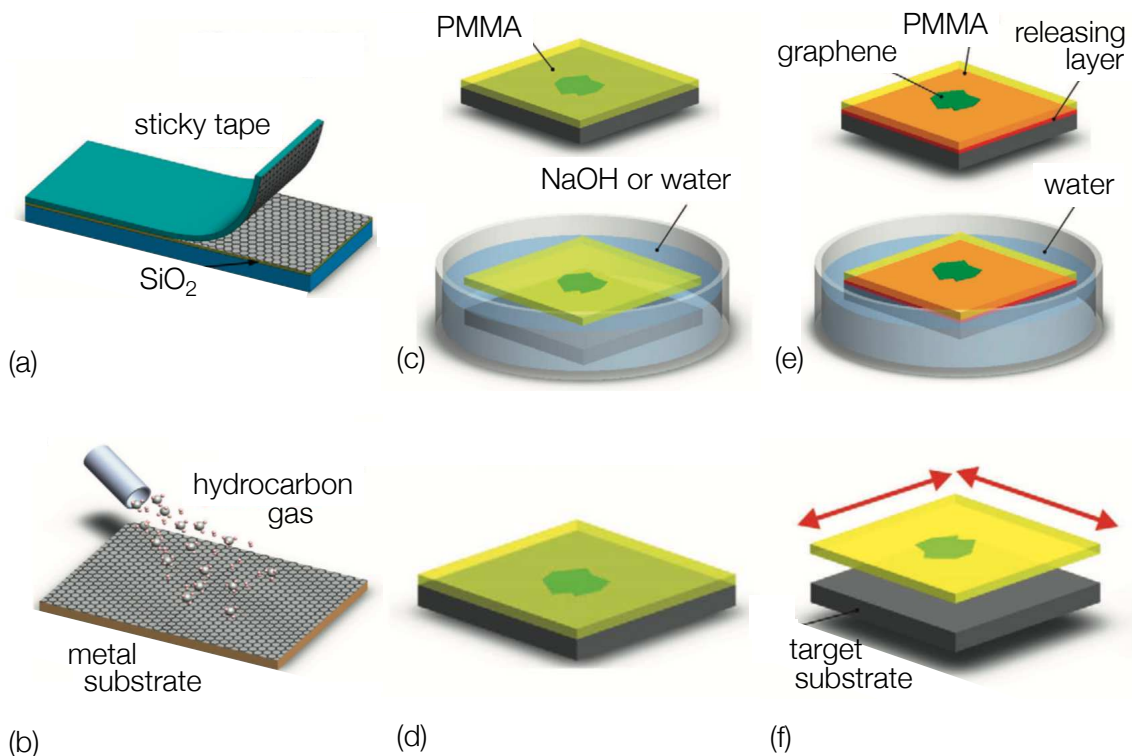 sticky tape
SiO₂
(a)
hydrocarbon
gas
metal
substrate
(b)
PMMA
NaOH or water
(c)
(d)
PMMA
graphene
releasing
layer
water
(e)
target
substrate
(f)